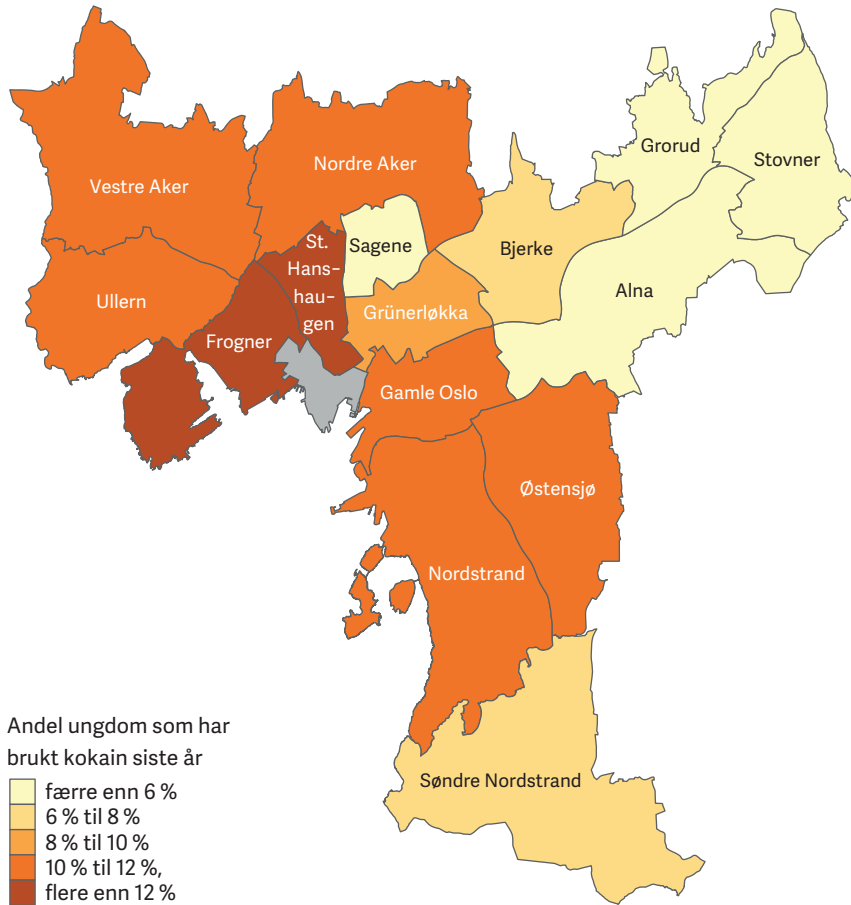 Grorud
Stovner
Nordre Aker
Vestre Aker
St.
Hans-
hau-
gen
Sagene
Bjerke
Alna
Ullern
Grünerløkka
Frogner
Gamle Oslo
Østensjø
Nordstrand
Søndre Nordstrand
Andel ungdom som har
brukt kokain siste år
færre enn 6 %
6 % til 8 %
8 % til 10 %
10 % til 12 %,
flere enn 12 %